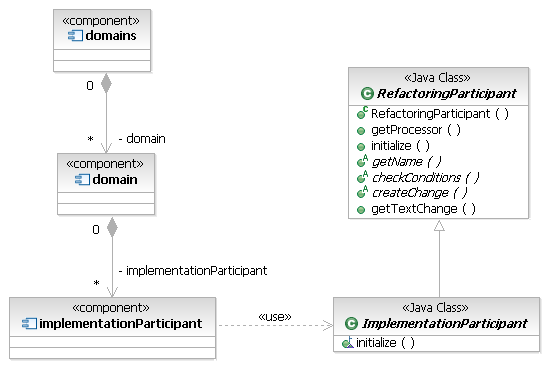 «component»
domains
0
*
- domain
«component»
domain
0
*
- implementationParticipant
«component»
implementationParticipant
«use»
«Java Class»
RefactoringParticipant
RefactoringParticipant ( )
getProcessor ( )
initialize ( )
getName ( )
checkConditions ( )
createChange ( )
getTextChange ( )
«Java Class»
ImplementationParticipant
initialize ( )